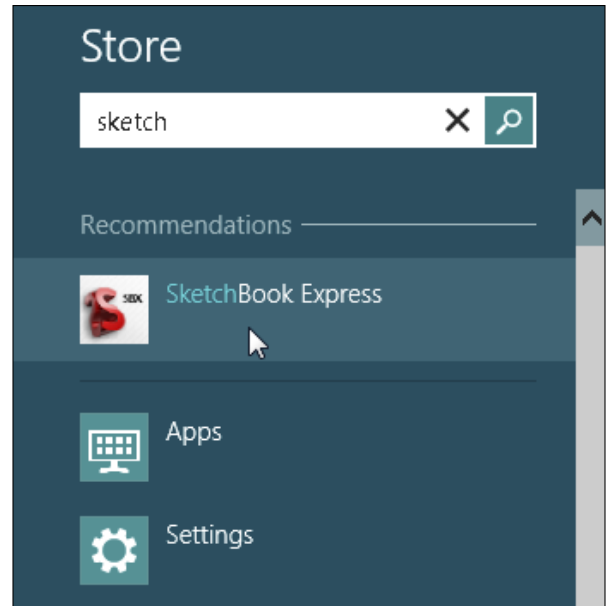 Store
sketch
Recommendations
SBX
SketchBook Express
Apps
Settings